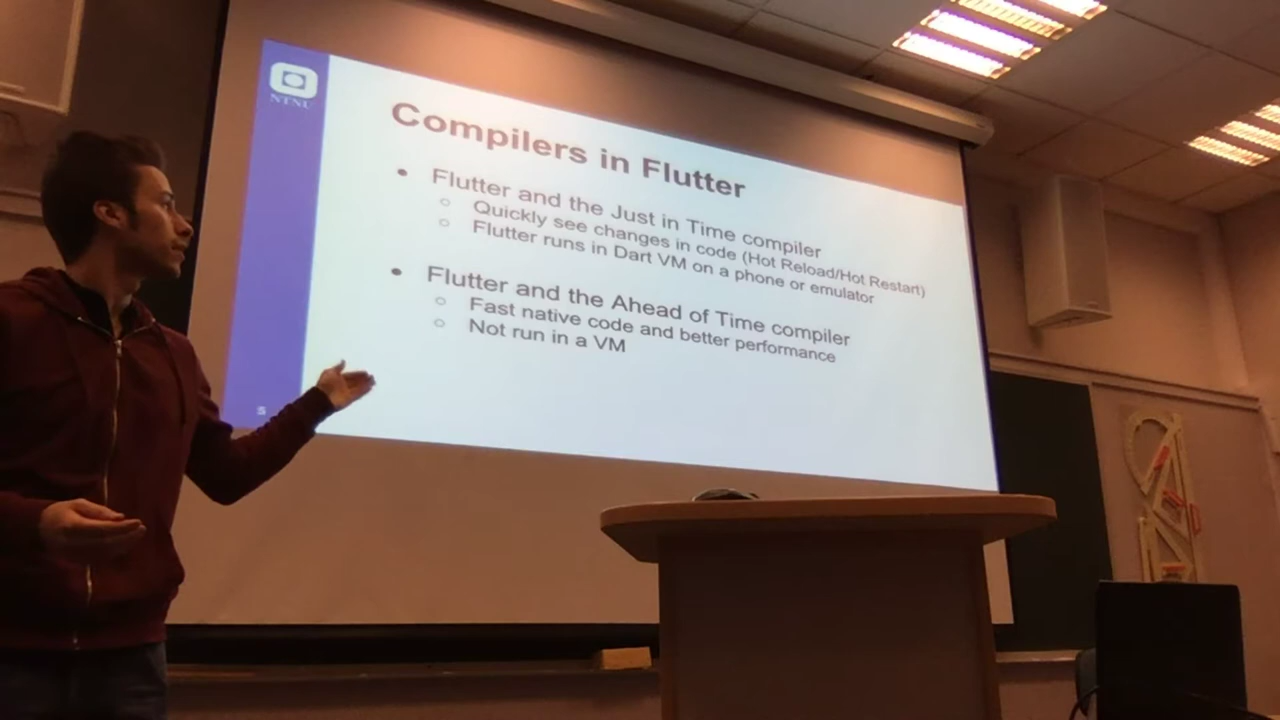 NTNU
Compilers in Flutter
• Flutter and the Just in Time compiler
○ Quickly see changes in code (Hot Reload/Hot Restart)
○ Flutter runs in Dart VM on a phone or emulator
• Flutter and the Ahead of Time compiler
○ Fast native code and better performance
○ Not run in a VM
5